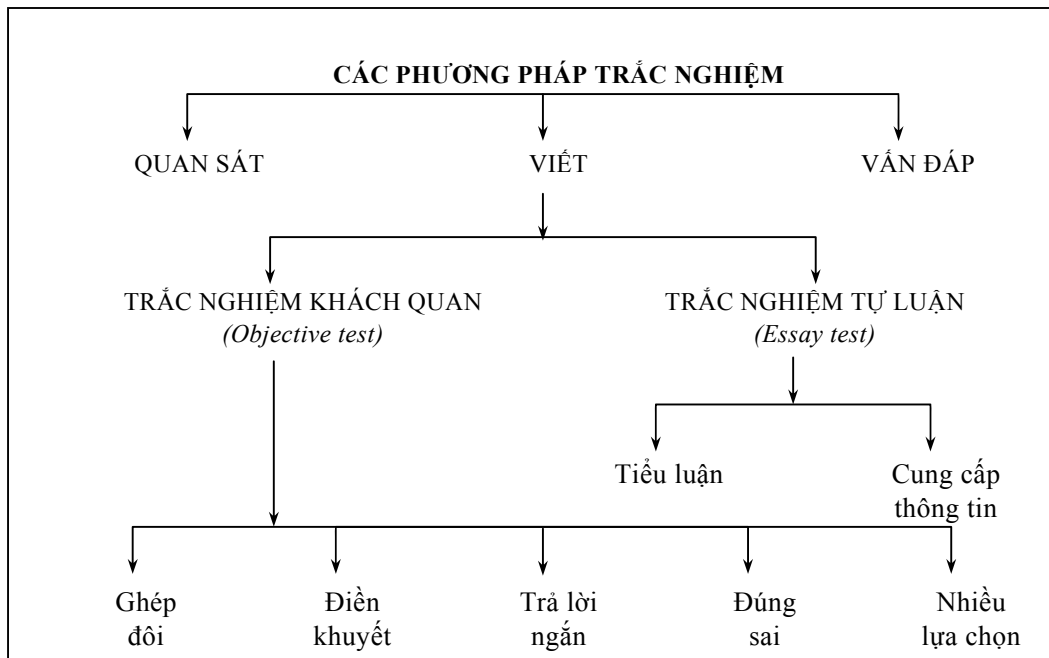 CÁC PHƯƠNG PHÁP TRẮC NGHIỆM
QUAN SÁT
VIẾT
VẤN ĐÁP
TRẮC NGHIỆM KHÁCH QUAN
(Objective test)
TRẮC NGHIỆM TỰ LUẬN
(Essay test)
Tiểu luận
Cung cấp
thông tin
Ghép
đôi
Điền
khuyết
Trả lời
ngắn
Đúng
sai
Nhiều
lựa chọn